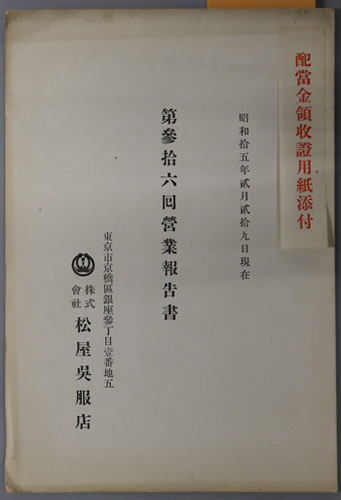 配當金領收證用紙添付
昭和拾五年貳月貳拾九日現在
第參拾六回營業報告書
東京市京橋區銀座參丁目壹番地五
株式會社 松屋吳服店